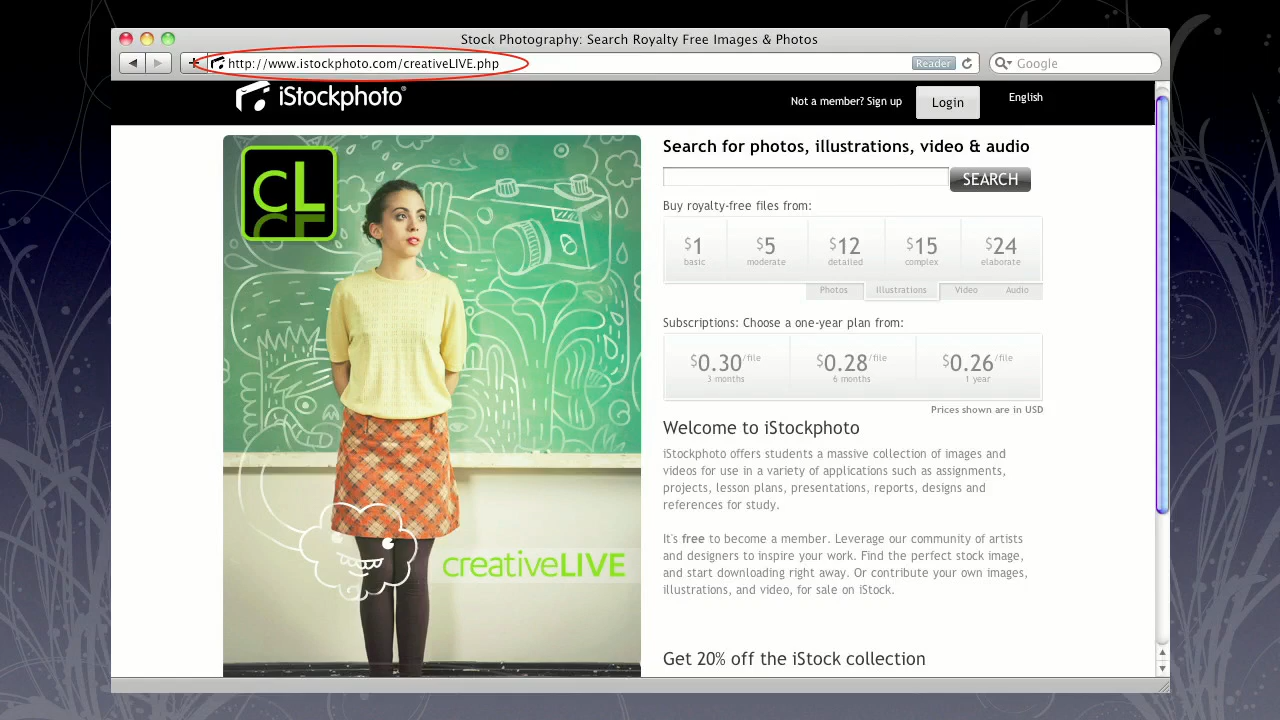 Stock Photography: Search Royalty Free Images & Photos
http://www.istockphoto.com/creativeLIVE.php
Reader
Google
iStockphoto®
Not a member? Sign up
Login
English
CL
Search for photos, illustrations, video & audio
SEARCH
Buy royalty-free files from:
$1 $5 $12 $15 $24
basic moderate detailed complex elaborate
Photos Illustrations Video Audio
Subscriptions: Choose a one-year plan from:
$0.30/file $0.28/file $0.26/file
3 months 6 months 1 year
Prices shown are in USD
Welcome to iStockphoto
iStockphoto offers students a massive collection of images and
videos for use in a variety of applications such as assignments,
projects, lesson plans, presentations, reports, designs and
references for study.
It's free to become a member. Leverage our community of artists
and designers to inspire your work. Find the perfect stock image,
and start downloading right away. Or contribute your own images,
illustrations, and video, for sale on iStock.
creativeLIVE
Get 20% off the iStock collection